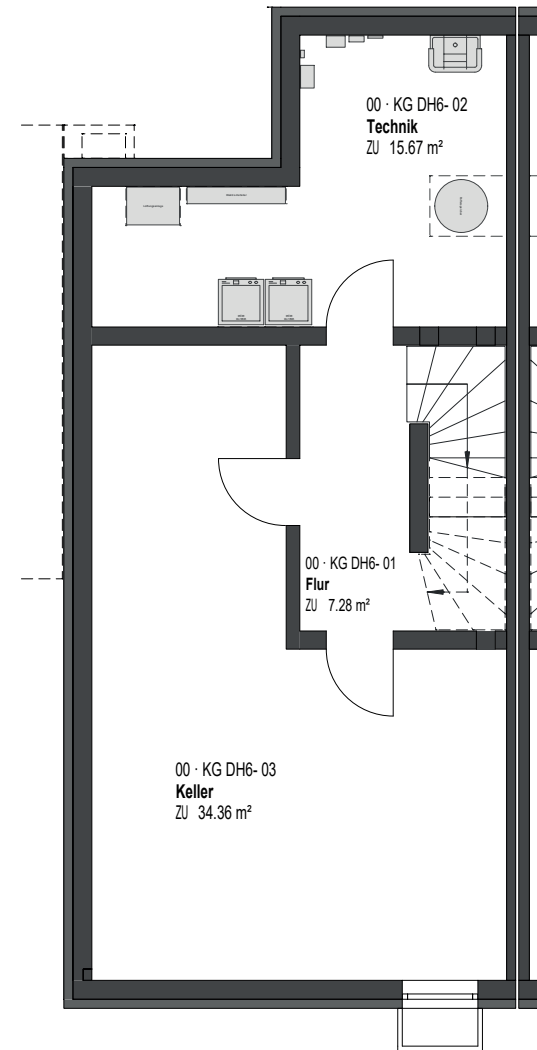 00 · KG DH6- 02
Technik
ZU 15.67 m²
00 · KG DH6- 01
Flur
ZU 7.28 m²
00 · KG DH6- 03
Keller
ZU 34.36 m²